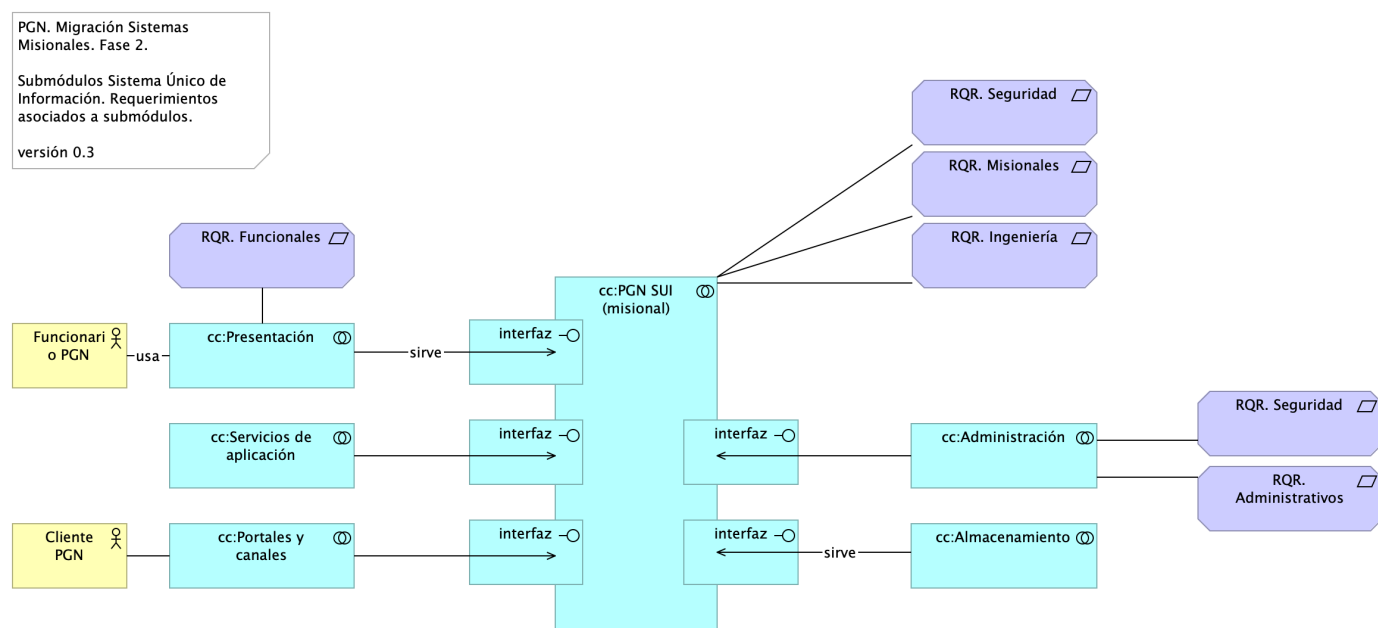 PGN. Migración Sistemas
Misionales. Fase 2.
Submódulos Sistema Único de
Información. Requerimientos
asociados a submódulos.
versión 0.3
RQR. Seguridad
RQR. Misionales
RQR. Ingeniería
RQR. Funcionales
cc:PGN SUI
(misional)
Funcionari
o PGN
usa
cc:Presentación
sirve
interfaz
cc:Servicios de
aplicación
interfaz
interfaz
cc:Administración
RQR. Seguridad
RQR.
Administrativos
Cliente
PGN
cc:Portales y
canales
interfaz
interfaz
sirve
cc:Almacenamiento